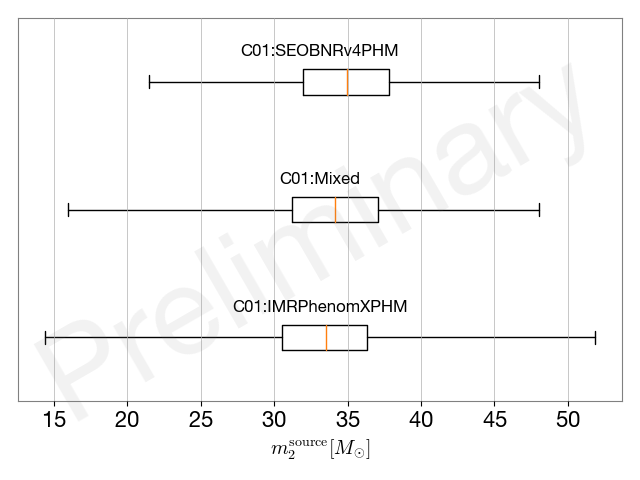 C01:SEOBNRv4PHM
C01:Mixed
C01:IMRPhenomXPHM
Preliminary
15 20 25 30 35 40 45 50
m₂^source [M⊙]